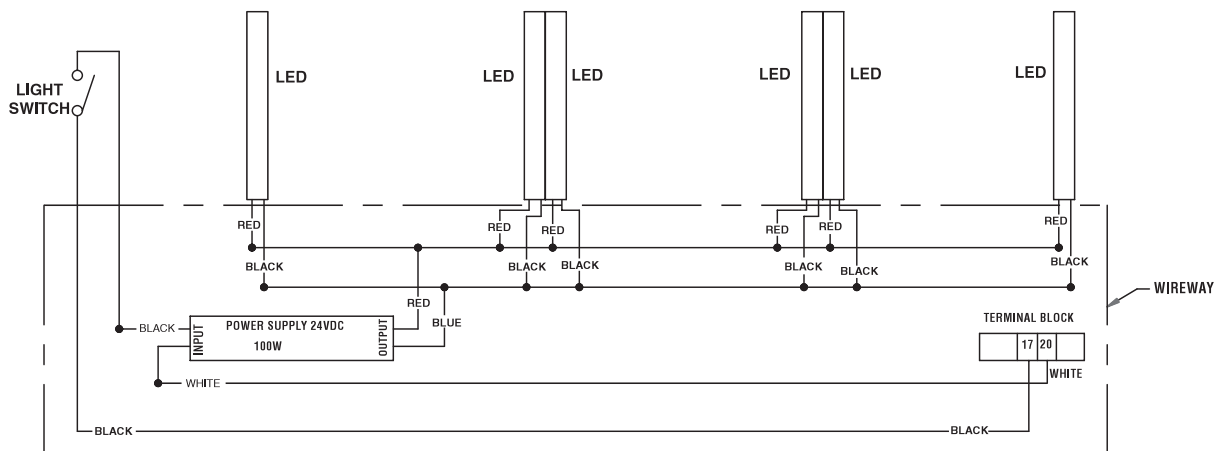 LED
LED
LED
LED
LED
LED
LIGHT
SWITCH
RED
RED
RED
RED
RED
RED
BLACK
BLACK
BLACK
BLACK
BLACK
BLACK
RED
BLUE
WIREWAY
BLACK
INPUT
POWER SUPPLY 24VDC
100W
OUTPUT
TERMINAL BLOCK
17 20
WHITE
WHITE
BLACK
BLACK